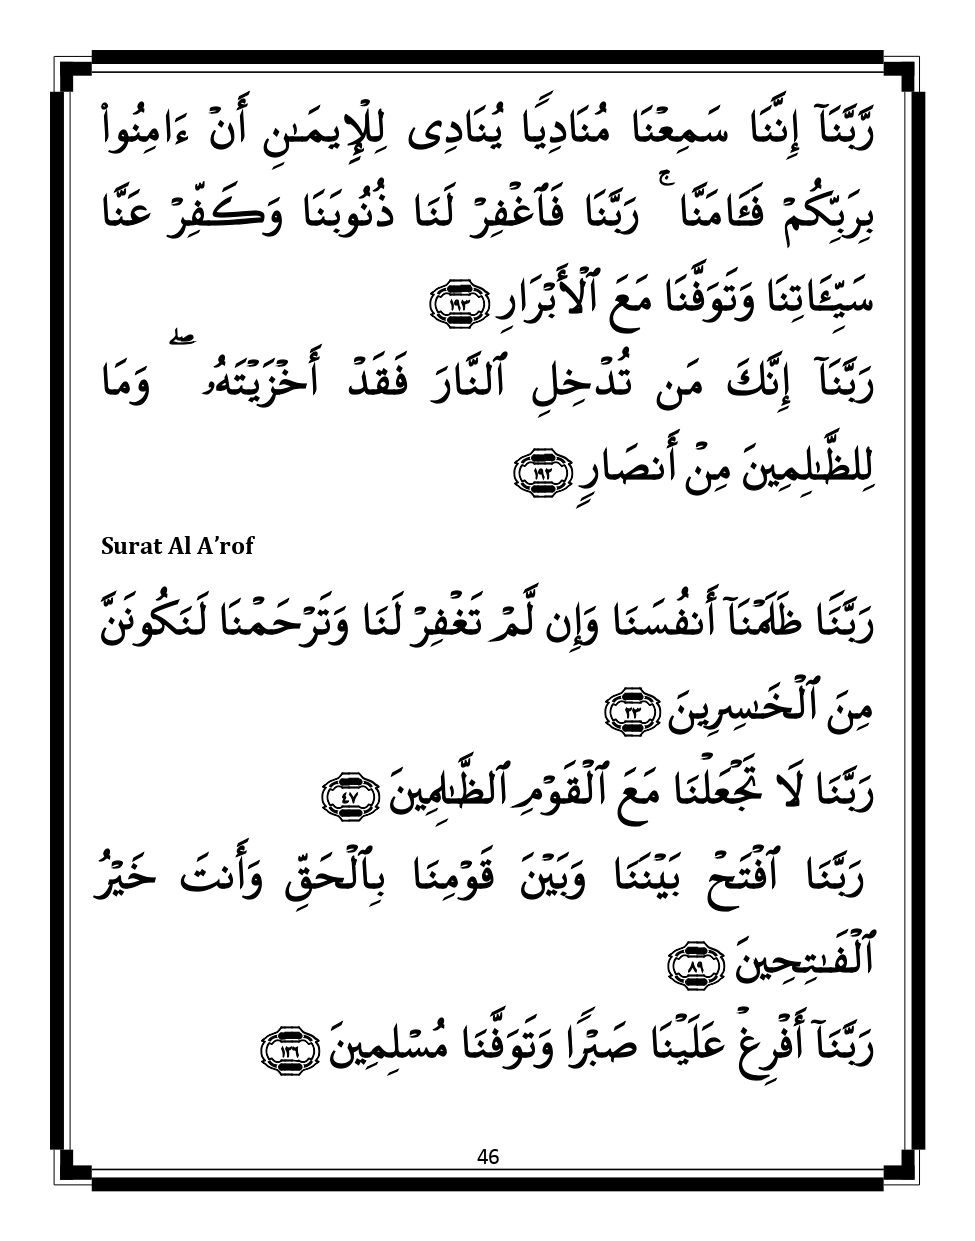 رَّبَّنَآ إِنَّنَا سَمِعْنَا مُنَادِيًا يُنَادِى لِلْإِيمَـٰنِ أَنْ ءَامِنُوا۟
بِرَبِّكُمْ فَـَٔامَنَّا ۚ رَبَّنَا فَٱغْفِرْ لَنَا ذُنُوبَنَا وَكَفِّرْ عَنَّا
سَيِّـَٔاتِنَا وَتَوَفَّنَا مَعَ ٱلْأَبْرَارِ ١٩٣
رَبَّنَآ إِنَّكَ مَن تُدْخِلِ ٱلنَّارَ فَقَدْ أَخْزَيْتَهُۥ ۖ وَمَا
لِلظَّـٰلِمِينَ مِنْ أَنصَارٍ ١٩٢
Surat Al A’rof
رَبَّنَا ظَلَمْنَآ أَنفُسَنَا وَإِن لَّمْ تَغْفِرْ لَنَا وَتَرْحَمْنَا لَنَكُونَنَّ
مِنَ ٱلْخَـٰسِرِينَ ٢٣
رَبَّنَا لَا تَجْعَلْنَا مَعَ ٱلْقَوْمِ ٱلظَّـٰلِمِينَ ٤٧
رَبَّنَا ٱفْتَحْ بَيْنَنَا وَبَيْنَ قَوْمِنَا بِٱلْحَقِّ وَأَنتَ خَيْرُ
ٱلْفَـٰتِحِينَ ٨٩
رَبَّنَآ أَفْرِغْ عَلَيْنَا صَبْرًا وَتَوَفَّنَا مُسْلِمِينَ ١٢٦
46